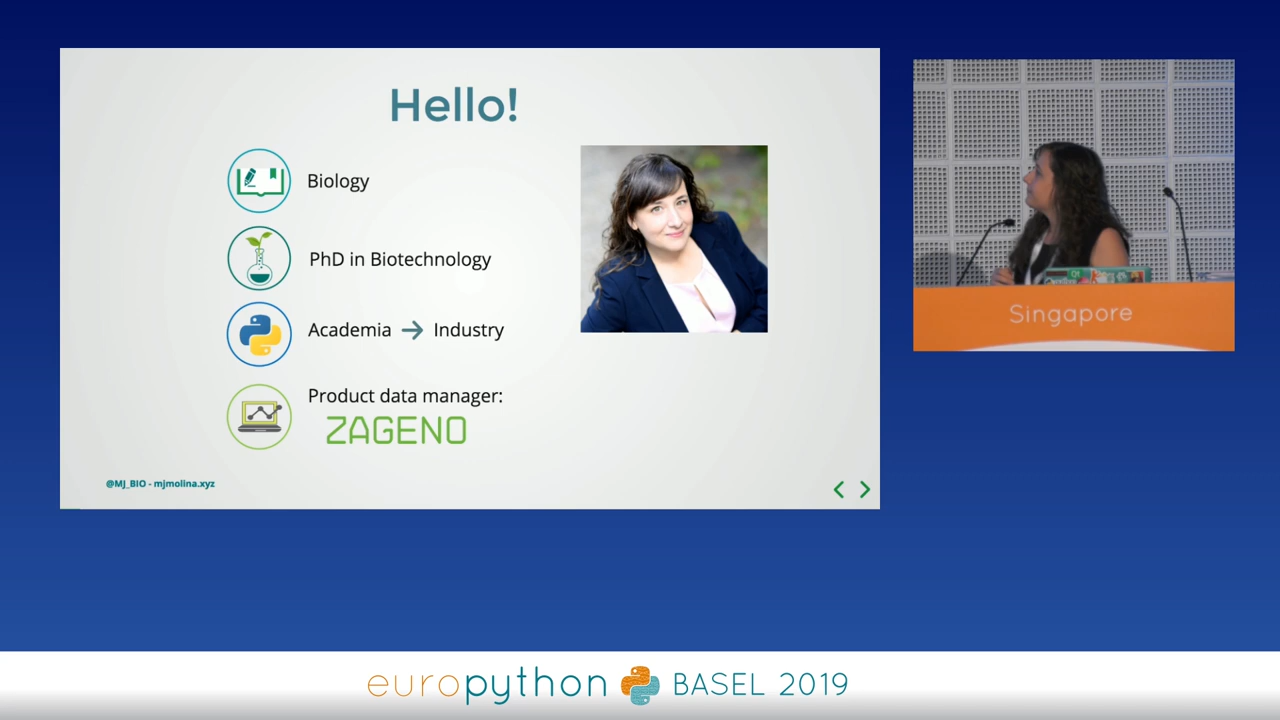 Hello!
Biology
PhD in Biotechnology
Academia → Industry
Product data manager:
ZAGENO
@MJ_BIO - mjmolina.xyz
Singapore
europython BASEL 2019